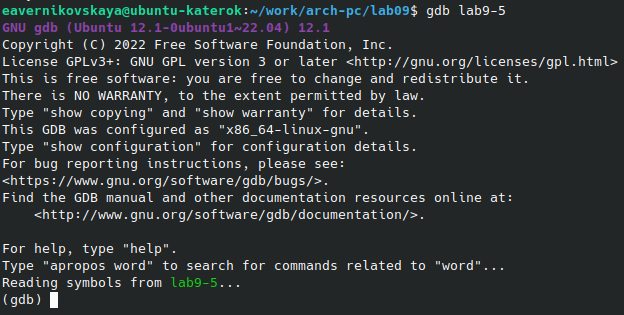 eavernikovskaya@ubuntu-katerok:~/work/arch-pc/lab09$ gdb lab9-5
GNU gdb (Ubuntu 12.1-0ubuntu1~22.04) 12.1
Copyright (C) 2022 Free Software Foundation, Inc.
License GPLv3+: GNU GPL version 3 or later <http://gnu.org/licenses/gpl.html>
This is free software: you are free to change and redistribute it.
There is NO WARRANTY, to the extent permitted by law.
Type "show copying" and "show warranty" for details.
This GDB was configured as "x86_64-linux-gnu".
Type "show configuration" for configuration details.
For bug reporting instructions, please see:
<https://www.gnu.org/software/gdb/bugs/>.
Find the GDB manual and other documentation resources online at:
    <http://www.gnu.org/software/gdb/documentation/>.

For help, type "help".
Type "apropos word" to search for commands related to "word"...
Reading symbols from lab9-5...
(gdb)